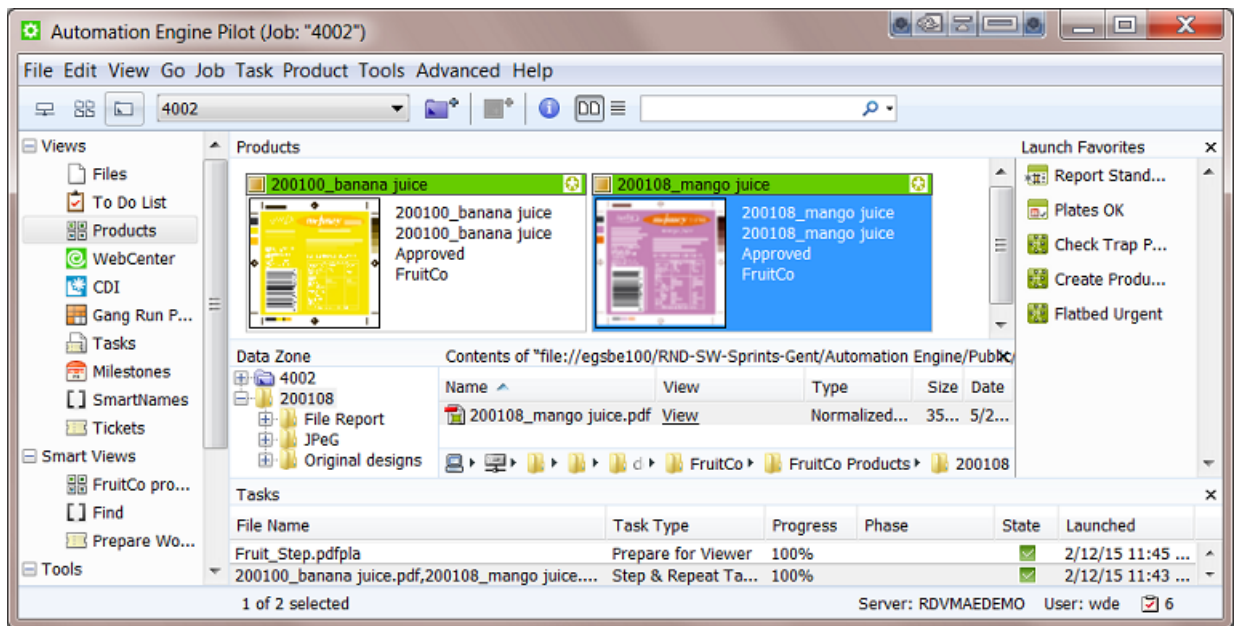 Automation Engine Pilot (Job: "4002")
File Edit View Go Job Task Product Tools Advanced Help
4002
Views
Files
To Do List
Products
WebCenter
CDI
Gang Run P...
Tasks
Milestones
SmartNames
Tickets
Smart Views
FruitCo pro...
Find
Prepare Wo...
Tools
Products
200100_banana juice
200100_banana juice
200100_banana juice
Approved
FruitCo
200108_mango juice
200108_mango juice
200108_mango juice
Approved
FruitCo
Launch Favorites
Report Stand...
Plates OK
Check Trap P...
Create Produ...
Flatbed Urgent
Data Zone
4002
200108
File Report
JPeG
Original designs
Contents of "file://egsbe100/RND-SW-Sprints-Gent/Automation Engine/Public/
Name View Type Size Date
200108_mango juice.pdf View Normalized... 35... 5/2...
d FruitCo FruitCo Products 200108
Tasks
File Name Task Type Progress Phase State Launched
Fruit_Step.pdfpla Prepare for Viewer 100% 2/12/15 11:45 ...
200100_banana juice.pdf,200108_mango juice.... Step & Repeat Ta... 100% 2/12/15 11:43 ...
1 of 2 selected Server: RDVMAEDEMO User: wde 6